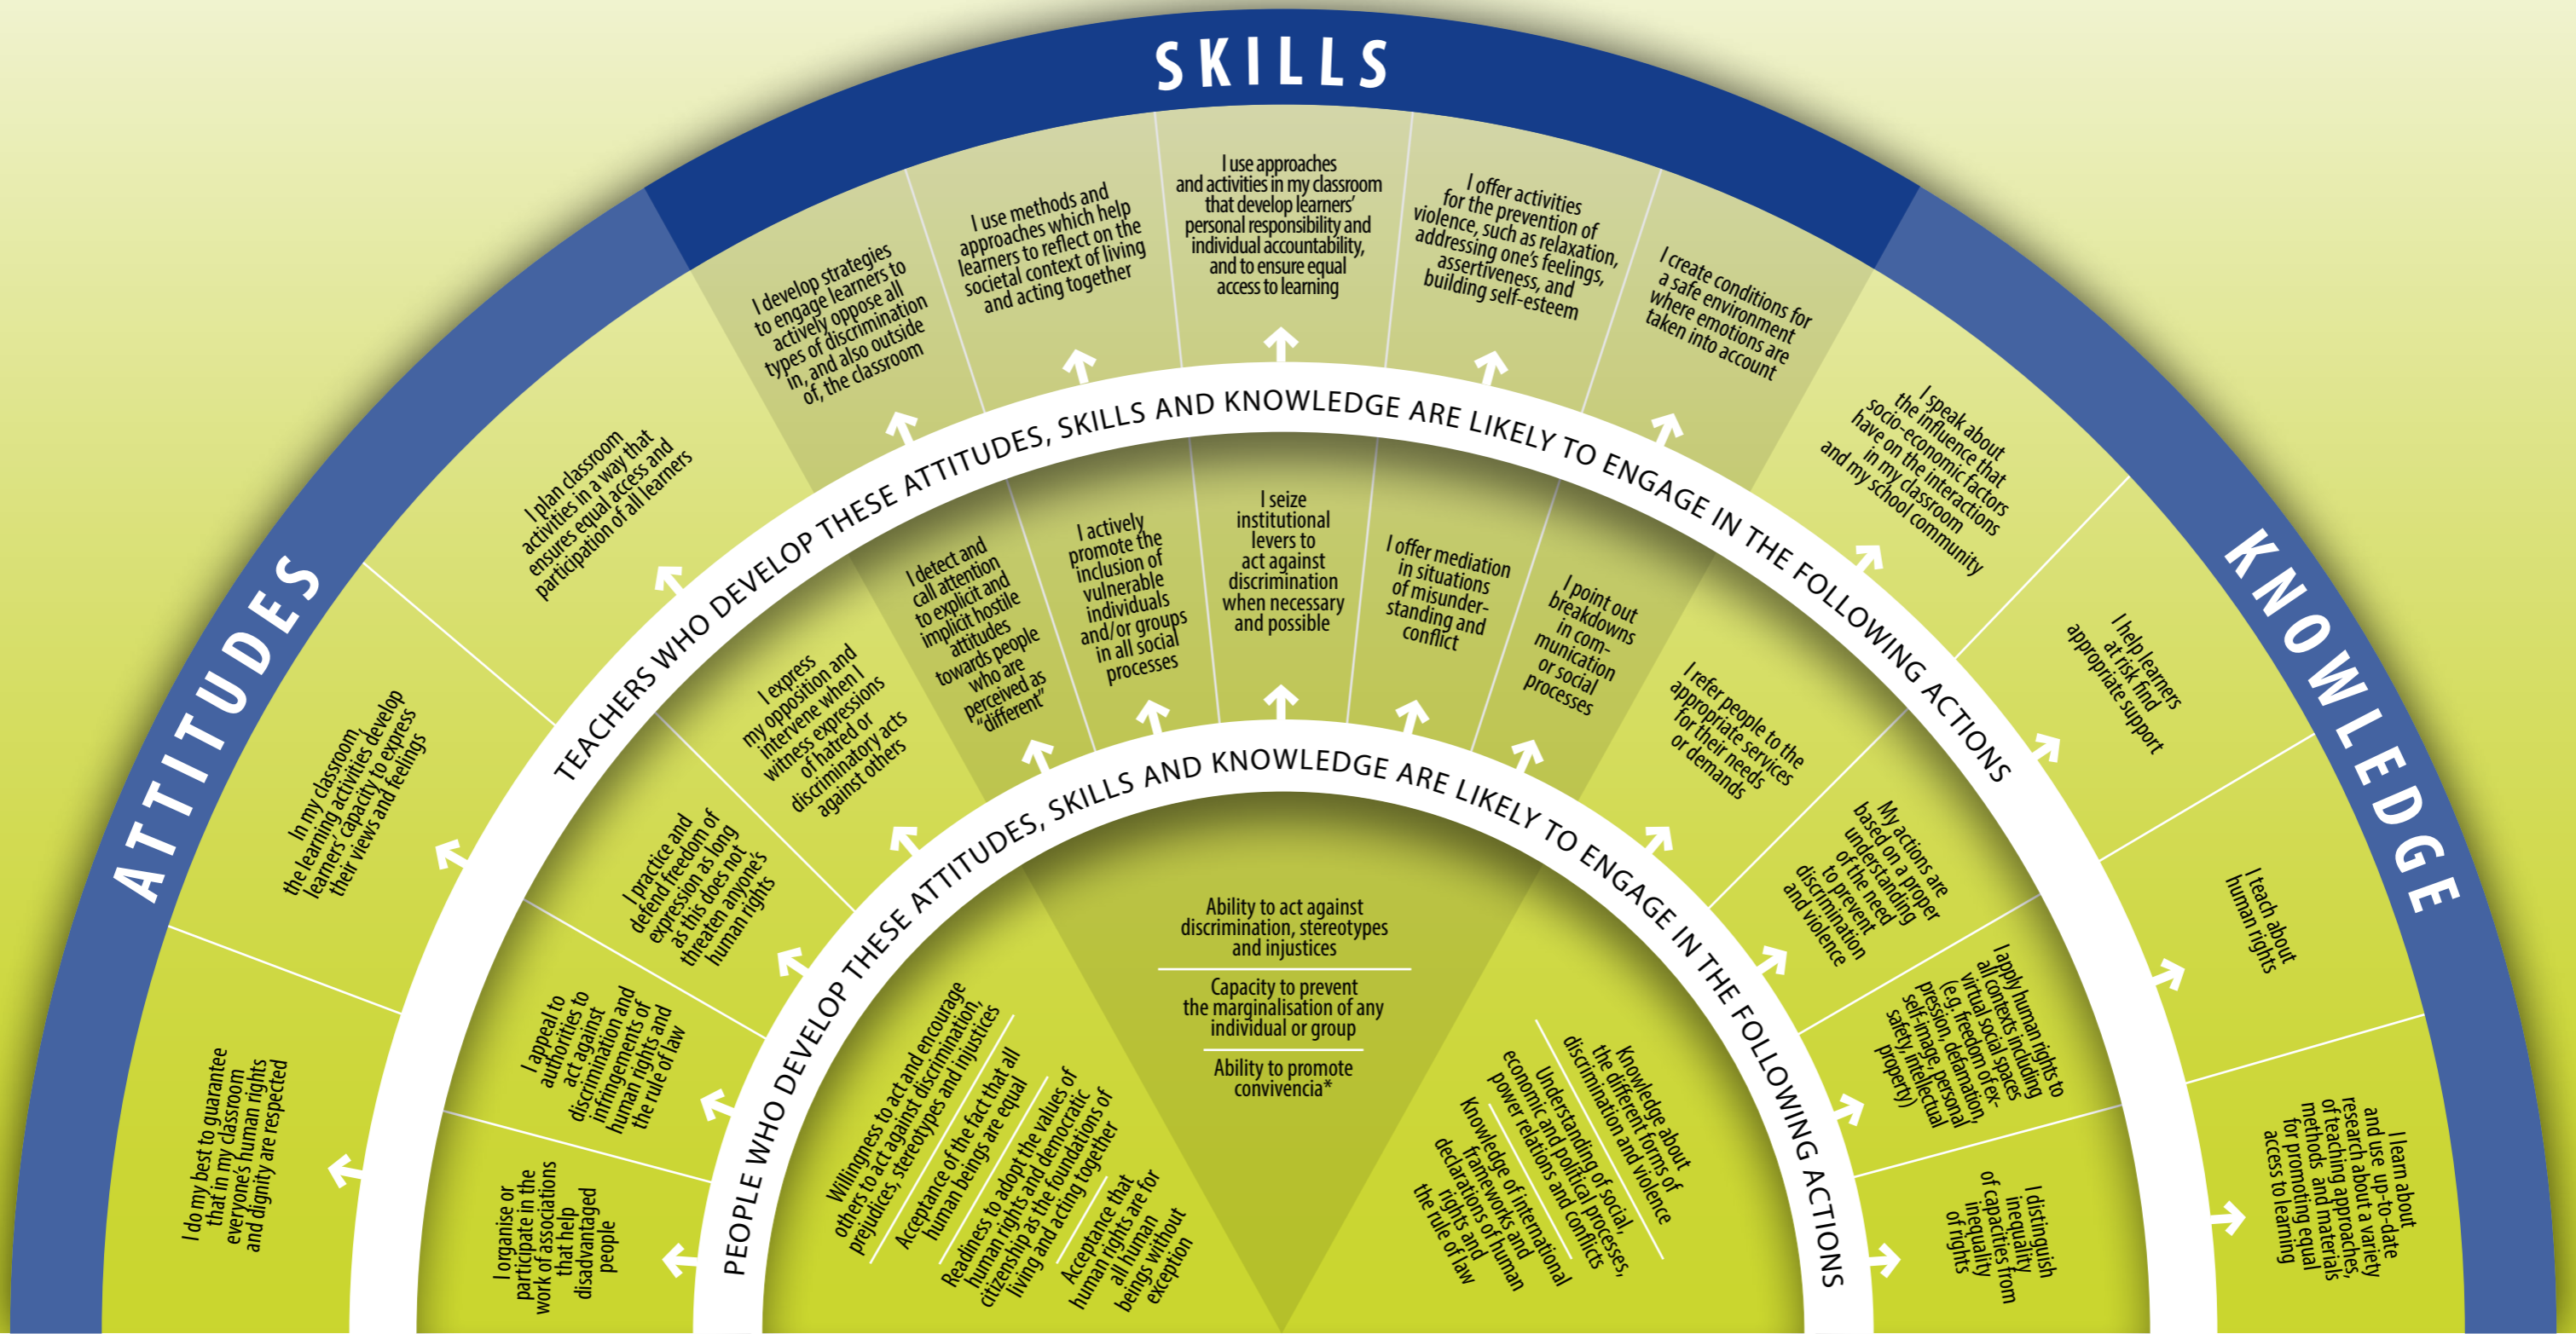 SKILLS
ATTITUDES
KNOWLEDGE
I do my best to guarantee
that in my classroom
everyone's human rights
and dignity are respected
In my classroom,
the learning activities develop
learners' capacity to express
their views and feelings
I plan classroom
activities in a way that
ensures equal access and
participation of all learners
I develop strategies
to engage learners to
actively oppose all
types of discrimination
in, and also outside
of, the classroom
I use methods and
approaches which help
learners to reflect on the
societal context of living
and acting together
I use approaches
and activities in my classroom
that develop learners'
personal responsibility and
individual accountability,
and to ensure equal
access to learning
I offer activities
for the prevention of
violence, such as relaxation,
addressing one's feelings,
assertiveness, and
building self-esteem
I create conditions for
a safe environment
where emotions are
taken into account
I speak about
the influence that
socio-economic factors
have on the interactions
in my classroom
and my school community
I help learners
at risk find
appropriate support
I teach about
human rights
I learn about
and use up-to-date
research about a variety
of teaching approaches,
methods and materials
for promoting equal
access to learning
TEACHERS WHO DEVELOP THESE ATTITUDES, SKILLS AND KNOWLEDGE ARE LIKELY TO ENGAGE IN THE FOLLOWING ACTIONS
I organise or
participate in the
work of associations
that help
disadvantaged
people
I appeal to
authorities to
act against
discrimination and
infringements of
human rights and
the rule of law
I practice and
defend freedom of
expression as long
as this does not
threaten anyone's
human rights
I express
my opposition and
intervene when I
witness expressions
of hatred or
discriminatory acts
against others
I detect and
call attention
to explicit and
implicit hostile
attitudes
towards people
who are
perceived as
"different"
I actively
promote the
inclusion of
vulnerable
individuals
and/or groups
in all social
processes
I seize
institutional
levers to
act against
discrimination
when necessary
and possible
I offer mediation
in situations
of misunder-
standing and
conflict
I point out
breakdowns
in com-
munication
or social
processes
I refer people to the
appropriate services
for their needs
or demands
My actions are
based on a proper
understanding
of the need
to prevent
discrimination
and violence
I apply human rights to
all contexts including
virtual social spaces
(e.g. freedom of ex-
pression, defamation,
self-image, personal
safety, intellectual
property)
I distinguish
inequality
of capacities from
inequality
of rights
PEOPLE WHO DEVELOP THESE ATTITUDES, SKILLS AND KNOWLEDGE ARE LIKELY TO ENGAGE IN THE FOLLOWING ACTIONS
Willingness to act and encourage
others to act against discrimination,
prejudices, stereotypes and injustices
Acceptance of the fact that all
human beings are equal
Readiness to adopt the values of
human rights and democratic
citizenship as the foundations of
living and acting together
Acceptance that
human rights are for
all human
beings without
exception
Ability to act against
discrimination, stereotypes
and injustices
Capacity to prevent
the marginalisation of any
individual or group
Ability to promote
convivencia*
Knowledge about
the different forms of
discrimination and violence
Understanding of social,
economic and political processes,
power relations and conflicts
Knowledge of international
frameworks and
declarations of human
rights and
the rule of law